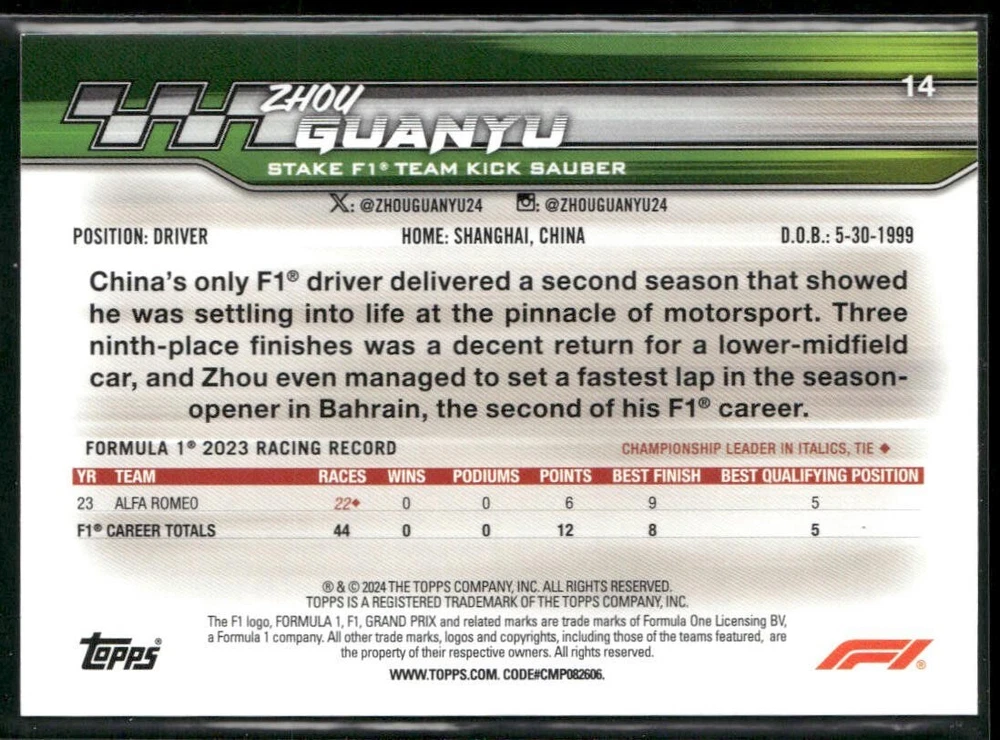 14
ZHOU
GUANYU
STAKE F1® TEAM KICK SAUBER
X: @ZHOUGUANYU24 : @ZHOUGUANYU24
POSITION: DRIVER HOME: SHANGHAI, CHINA D.O.B.: 5-30-1999
China's only F1® driver delivered a second season that showed
he was settling into life at the pinnacle of motorsport. Three
ninth-place finishes was a decent return for a lower-midfield
car, and Zhou even managed to set a fastest lap in the season-
opener in Bahrain, the second of his F1® career.
FORMULA 1® 2023 RACING RECORD CHAMPIONSHIP LEADER IN ITALICS, TIE ◆
YR TEAM RACES WINS PODIUMS POINTS BEST FINISH BEST QUALIFYING POSITION
23 ALFA ROMEO 22◆ 0 0 6 9 5
F1® CAREER TOTALS 44 0 0 12 8 5
® & © 2024 THE TOPPS COMPANY, INC. ALL RIGHTS RESERVED.
TOPPS IS A REGISTERED TRADEMARK OF THE TOPPS COMPANY, INC.
The F1 logo, FORMULA 1, F1, GRAND PRIX and related marks are trade marks of Formula One Licensing BV,
a Formula 1 company. All other trade marks, logos and copyrights, including those of the teams featured, are
the property of their respective owners. All rights reserved.
WWW.TOPPS.COM. CODE#CMP082606.
Topps®
F1®